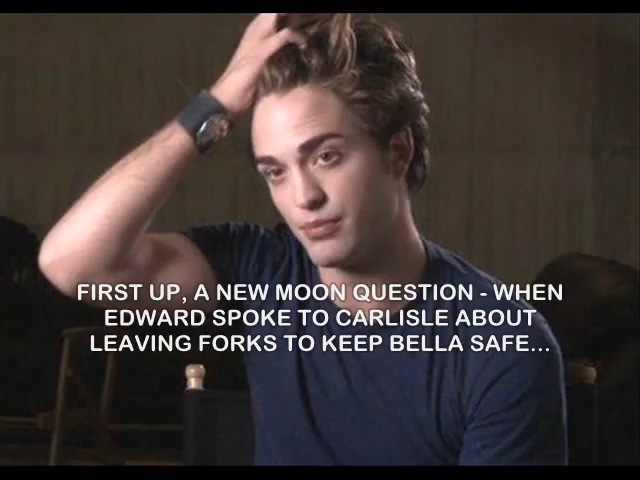 FIRST UP, A NEW MOON QUESTION - WHEN
EDWARD SPOKE TO CARLISLE ABOUT
LEAVING FORKS TO KEEP BELLA SAFE...